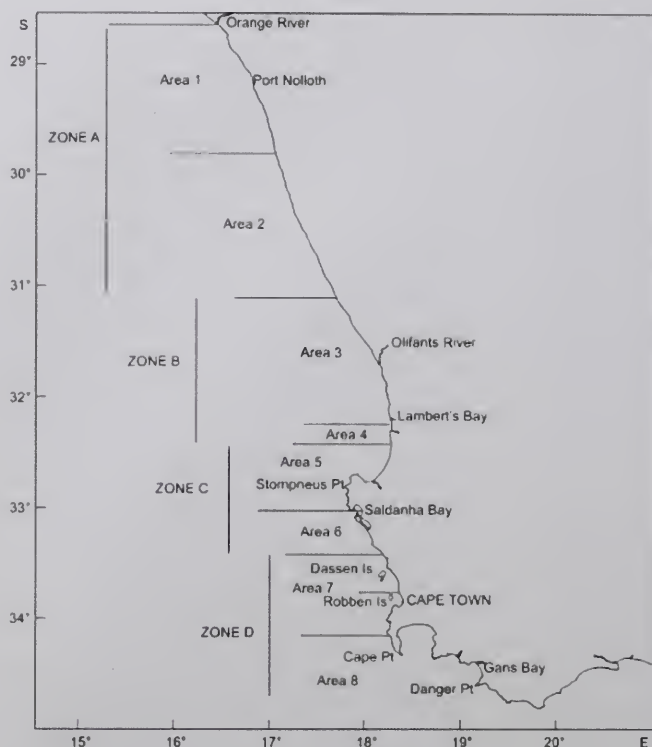 S
Orange River
29°
Area 1
Port Nolloth
ZONE A
30°
Area 2
31°
Olifants River
Area 3
ZONE B
32°
Lambert's Bay
Area 4
Area 5
Stompneus Pt
ZONE C
33°
Saldanha Bay
Area 6
Dassen Is
Area 7
Robben Is
CAPE TOWN
34°
ZONE D
Cape Pt
Gans Bay
Area 8
Danger Pt
15° 16° 17° 18° 19° 20° E